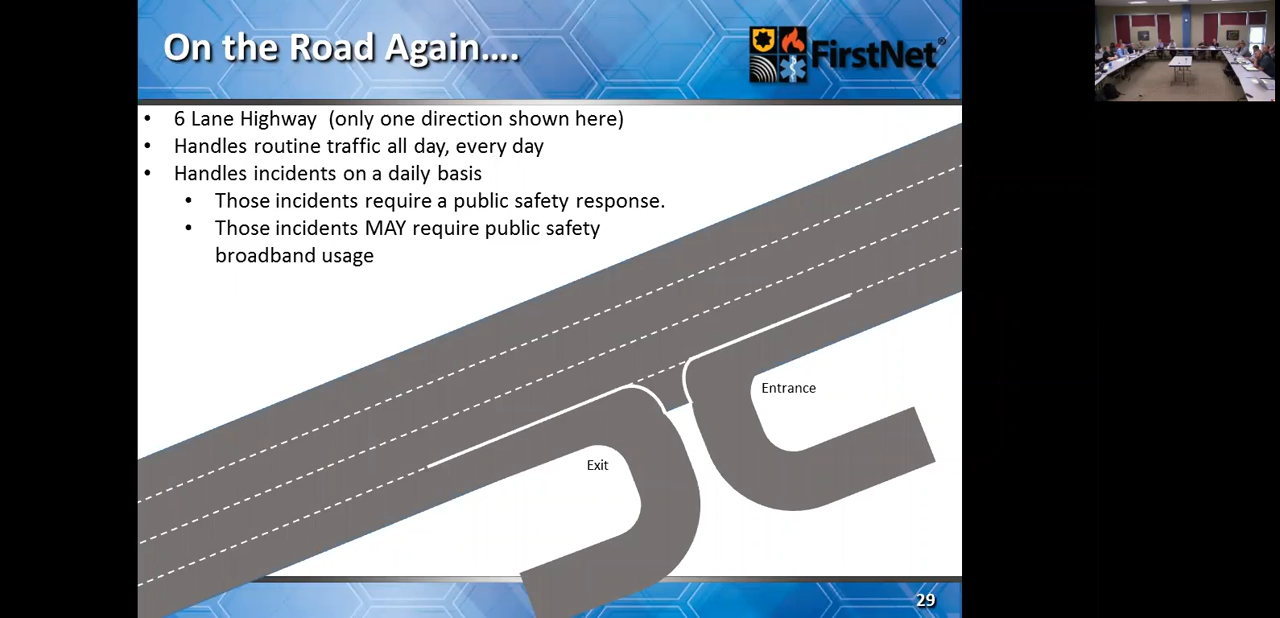 On the Road Again....
FirstNet®
• 6 Lane Highway (only one direction shown here)
• Handles routine traffic all day, every day
• Handles incidents on a daily basis
• Those incidents require a public safety response.
• Those incidents MAY require public safety
broadband usage
Entrance
Exit
29